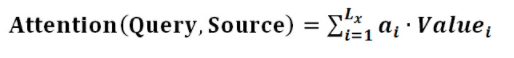 Attention(Query, Source) = ∑_{i=1}^{L_x} a_i · Value_i